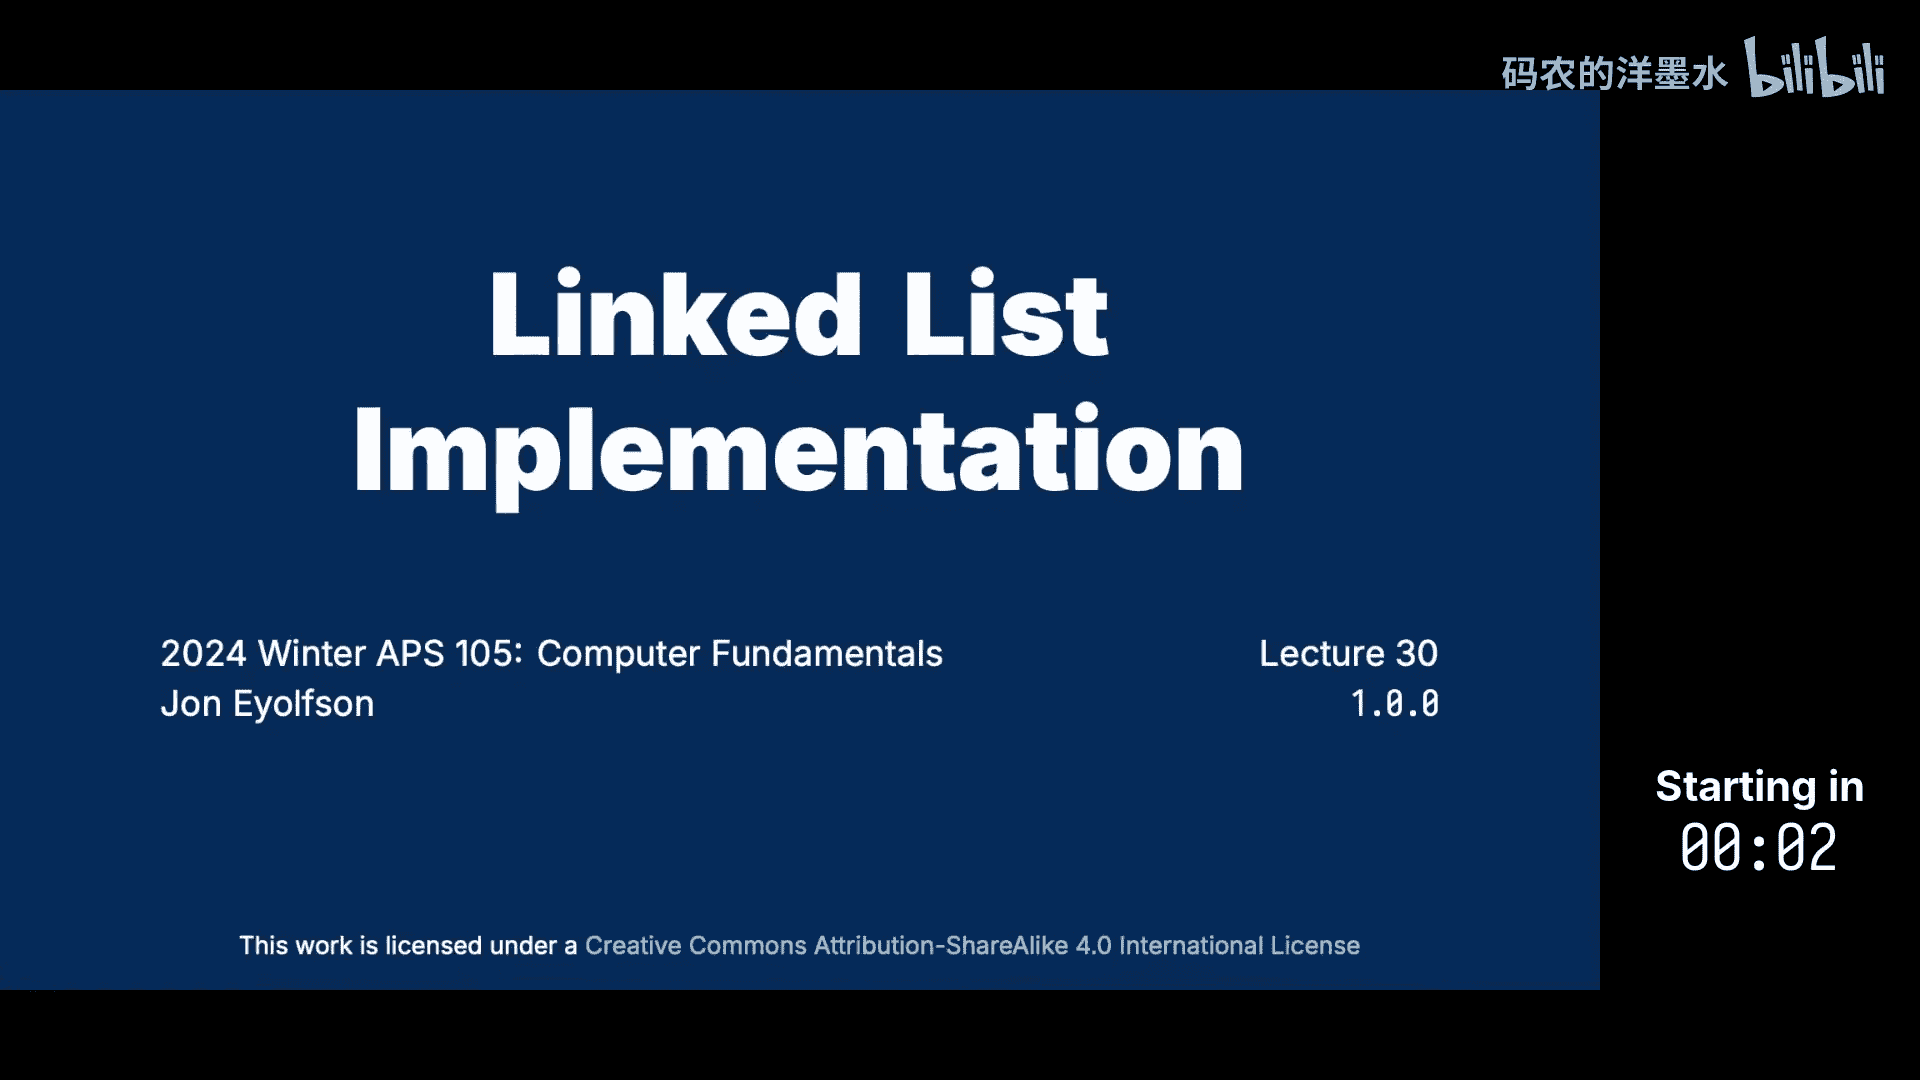 码农的洋墨水 bilibili
Linked List
Implementation
2024 Winter APS 105: Computer Fundamentals
Lecture 30
Jon Eyolfson
1.0.0
Starting in
00:02
This work is licensed under a Creative Commons Attribution-ShareAlike 4.0 International License